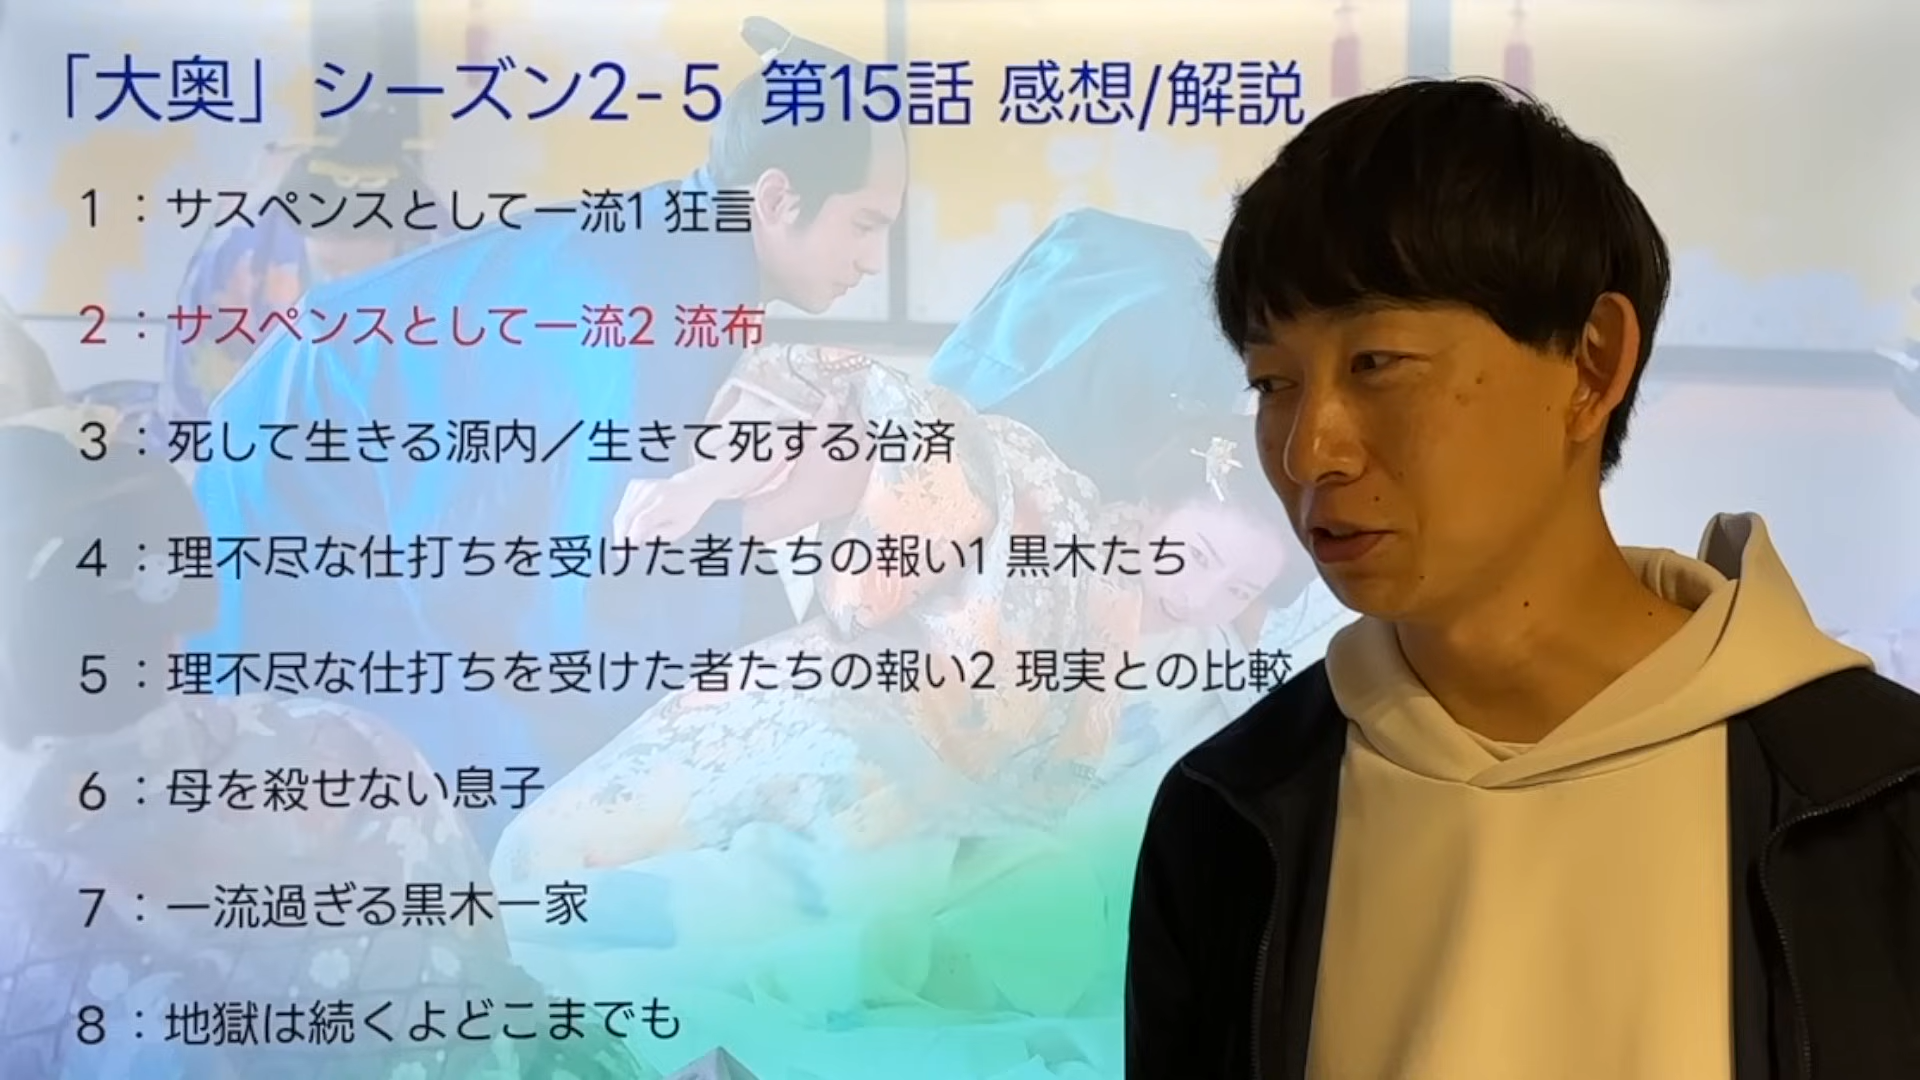 「大奥」シーズン2-5 第15話 感想/解説
1：サスペンスとして一流1 狂言
2：サスペンスとして一流2 流布
3：死して生きる源内／生きて死する治済
4：理不尽な仕打ちを受けた者たちの報い1 黒木たち
5：理不尽な仕打ちを受けた者たちの報い2 現実との比較
6：母を殺せない息子
7：一流過ぎる黒木一家
8：地獄は続くよどこまでも